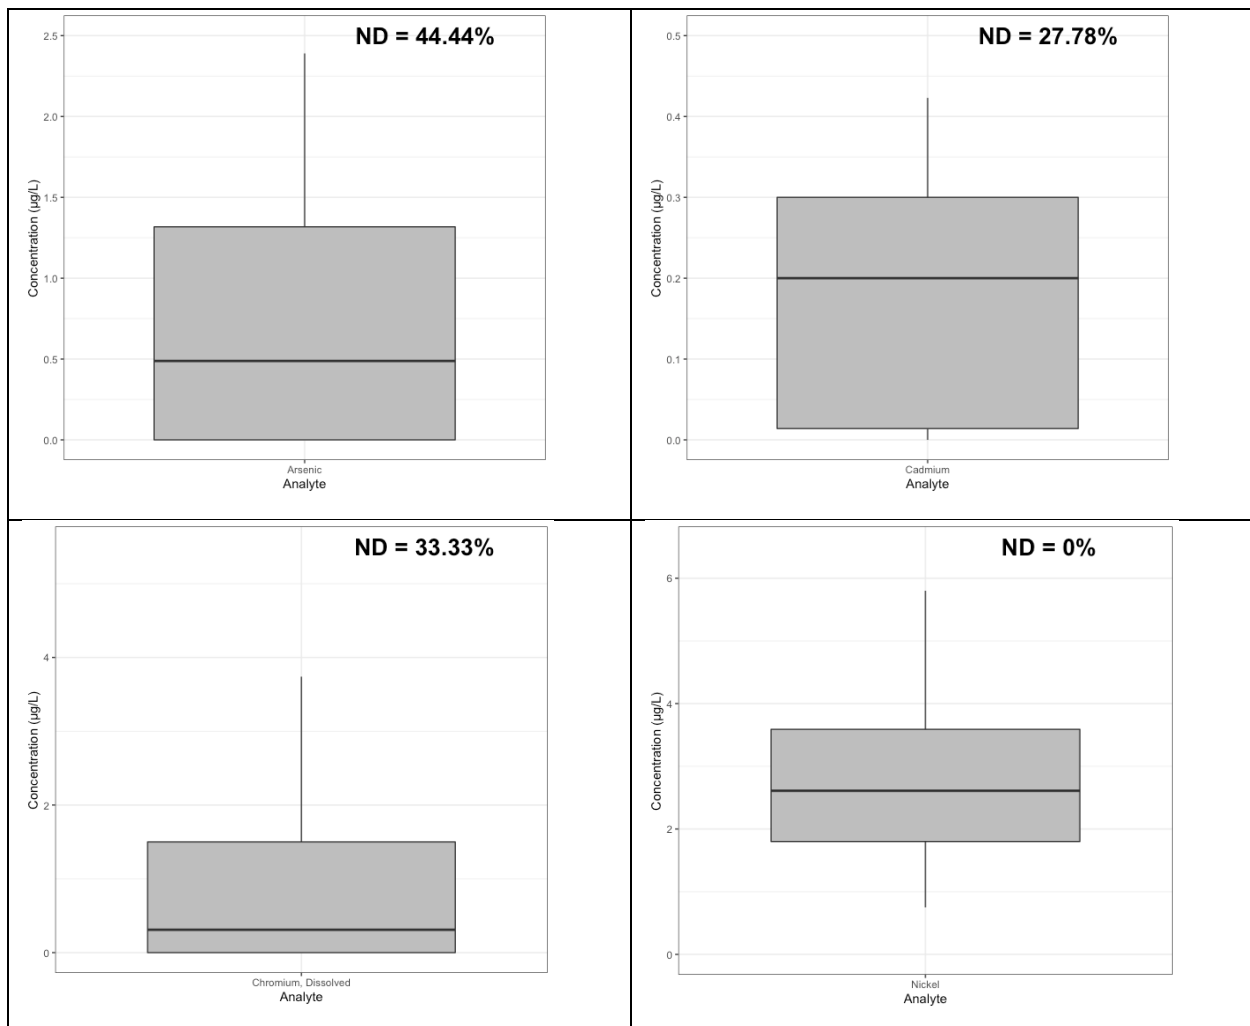 ND = 44.44%
2.5
2.0
1.5
1.0
0.5
0.0
Concentration (µg/L)
Arsenic
Analyte
ND = 27.78%
0.5
0.4
0.3
0.2
0.1
0.0
Concentration (µg/L)
Cadmium
Analyte
ND = 33.33%
4
2
0
Concentration (µg/L)
Chromium, Dissolved
Analyte
ND = 0%
6
4
2
0
Concentration (µg/L)
Nickel
Analyte